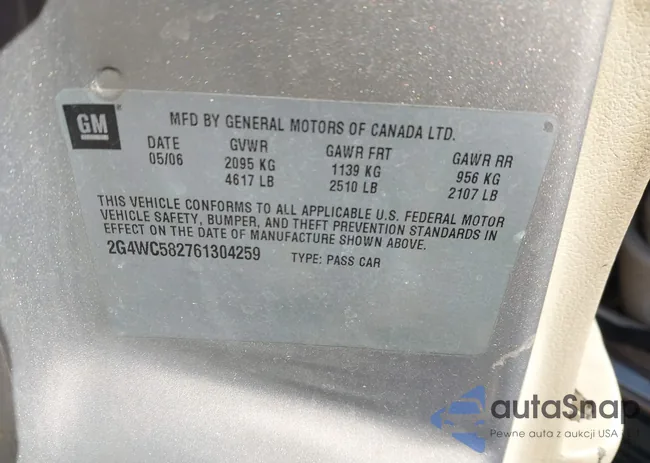 GM
MFD BY GENERAL MOTORS OF CANADA LTD.
DATE GVWR GAWR FRT GAWR RR
05/06 2095 KG 1139 KG 956 KG
4617 LB 2510 LB 2107 LB
THIS VEHICLE CONFORMS TO ALL APPLICABLE U.S. FEDERAL MOTOR
VEHICLE SAFETY, BUMPER, AND THEFT PREVENTION STANDARDS IN
EFFECT ON THE DATE OF MANUFACTURE SHOWN ABOVE.
2G4WC582761304259 TYPE: PASS CAR
autaSnap
Pewne auta z aukcji USA